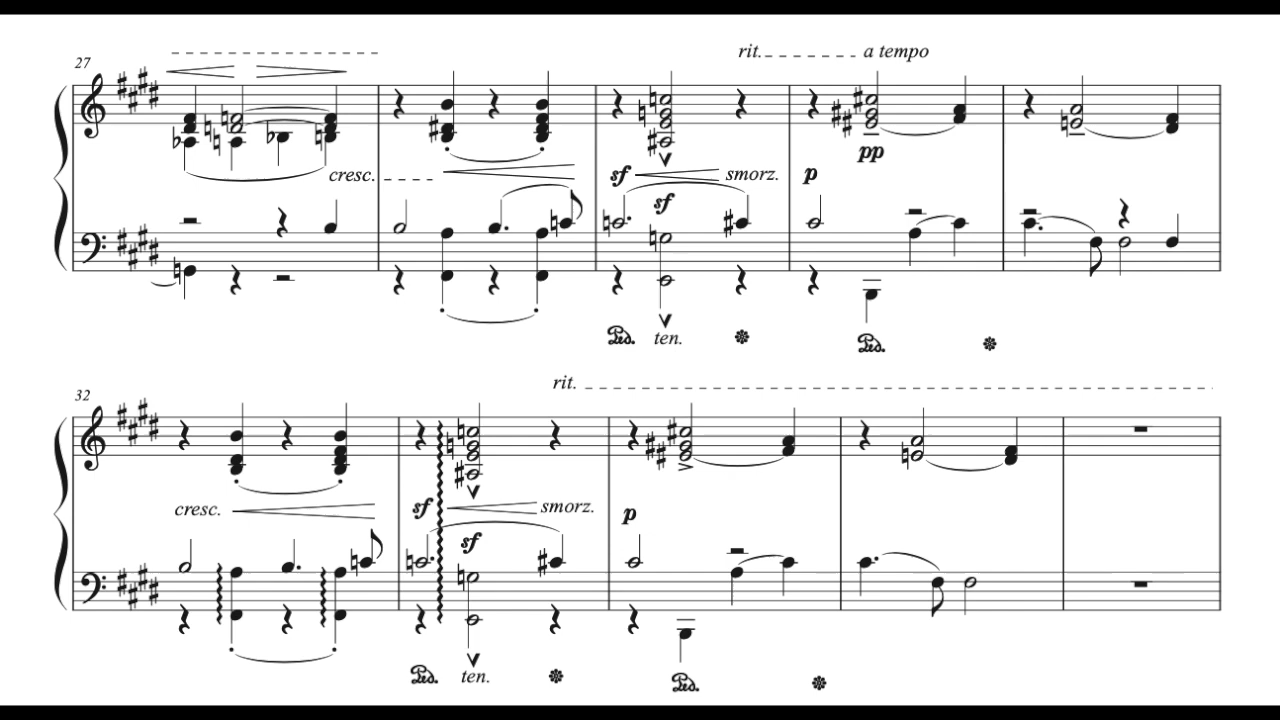 rit. a tempo
27
cresc. sf smorz. p pp
sf
Ped. ten. Ped.
rit.
32
cresc. sf smorz. p
sf
Ped. ten. Ped.